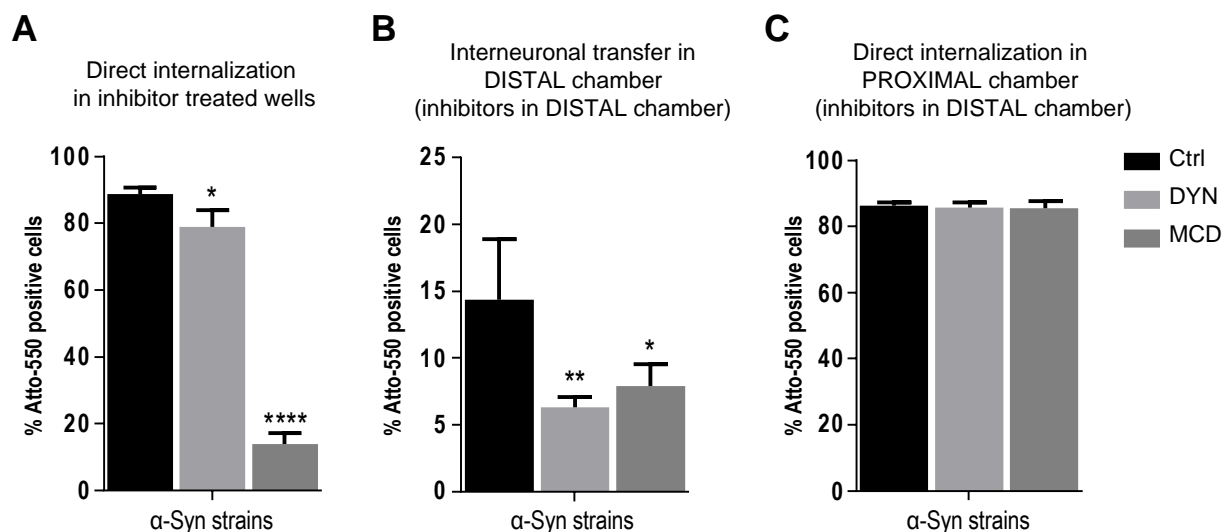 A
Direct internalization
in inhibitor treated wells
% Atto-550 positive cells
100
80
60
40
20
0
*
****
α-Syn strains
B
Interneuronal transfer in
DISTAL chamber
(inhibitors in DISTAL chamber)
% Atto-550 positive cells
25
20
15
10
5
0
**
*
α-Syn strains
C
Direct internalization in
PROXIMAL chamber
(inhibitors in DISTAL chamber)
% Atto-550 positive cells
100
80
60
40
20
0
α-Syn strains
Ctrl
DYN
MCD